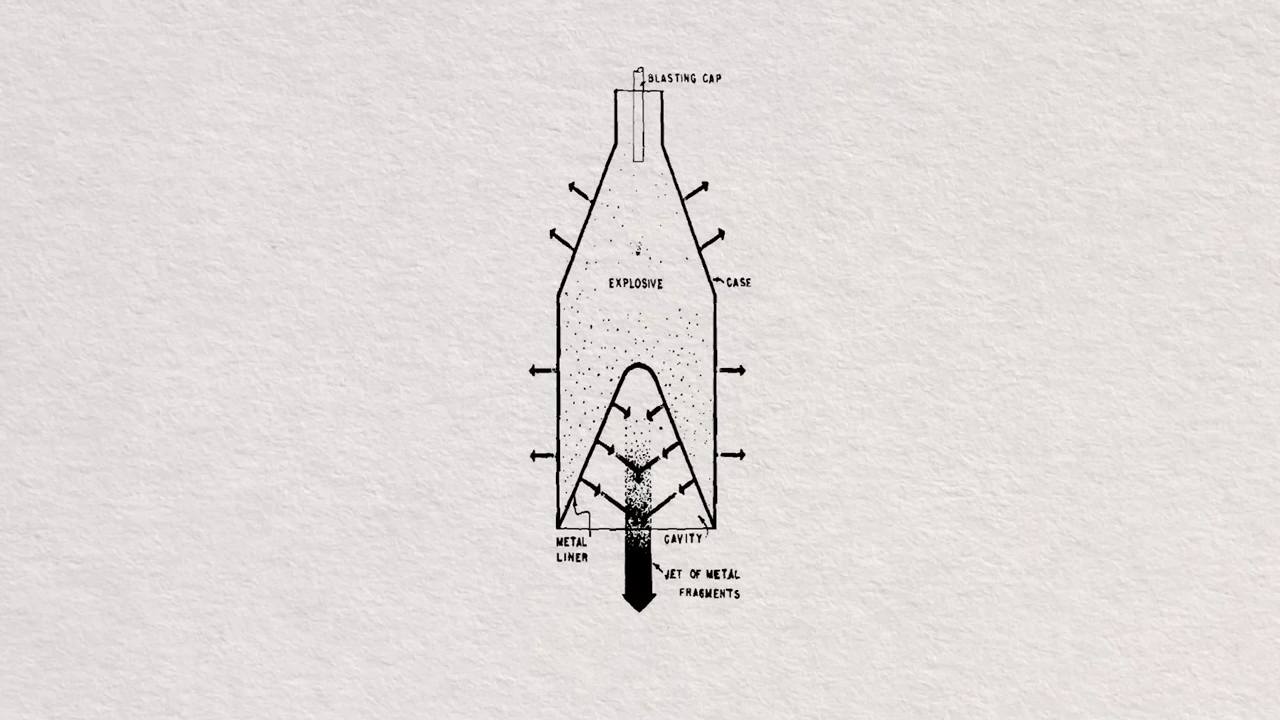 BLASTING CAP
EXPLOSIVE
CASE
METAL
LINER
CAVITY
JET OF METAL
FRAGMENTS